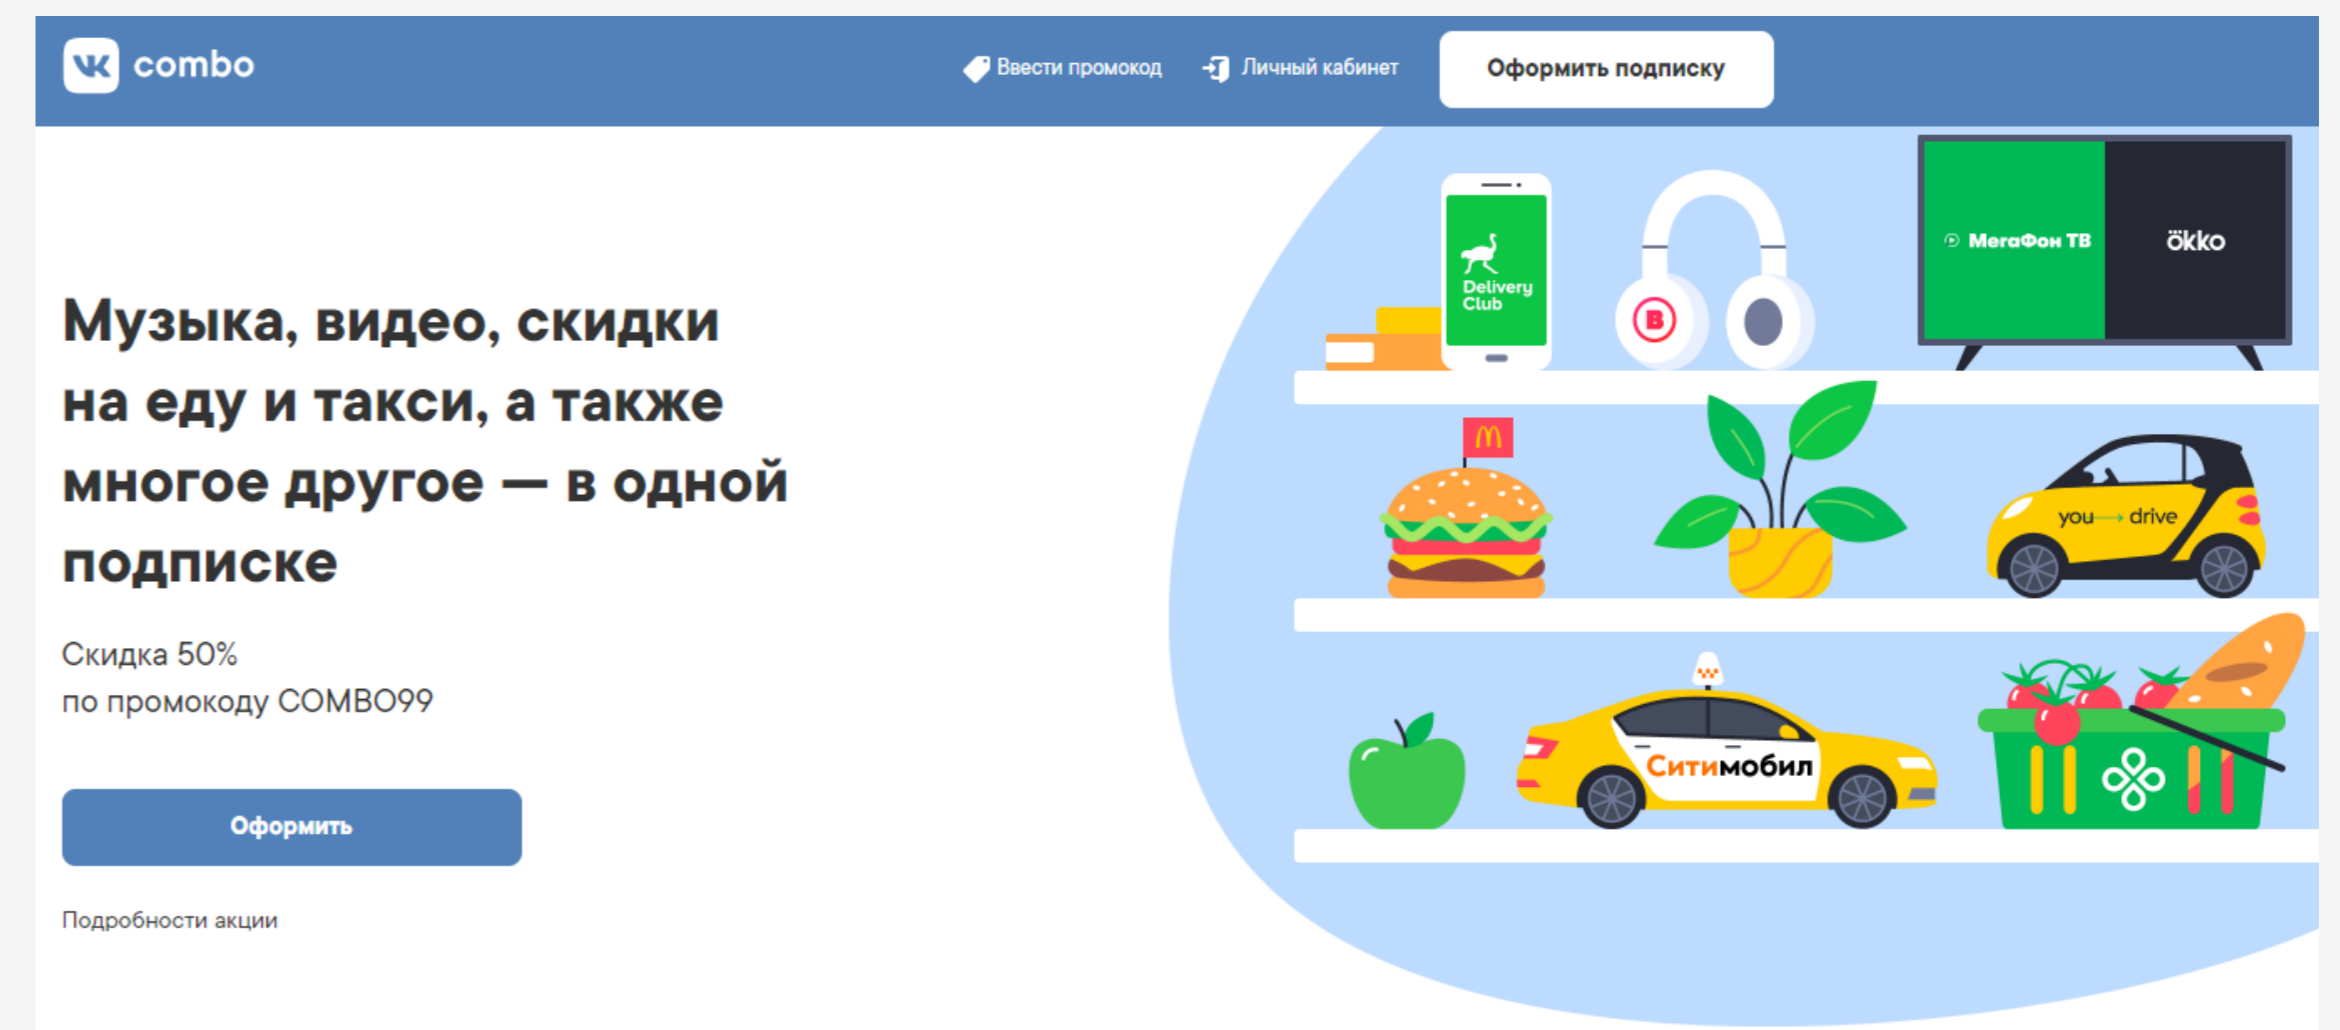 VK combo
Ввести промокод
Личный кабинет
Оформить подписку
Музыка, видео, скидки
на еду и такси, а также
многое другое — в одной
подписке
Скидка 50%
по промокоду COMBO99
Оформить
Подробности акции
Delivery
Club
B
МегаФон ТВ
ökko
M
you drive
Ситимобил